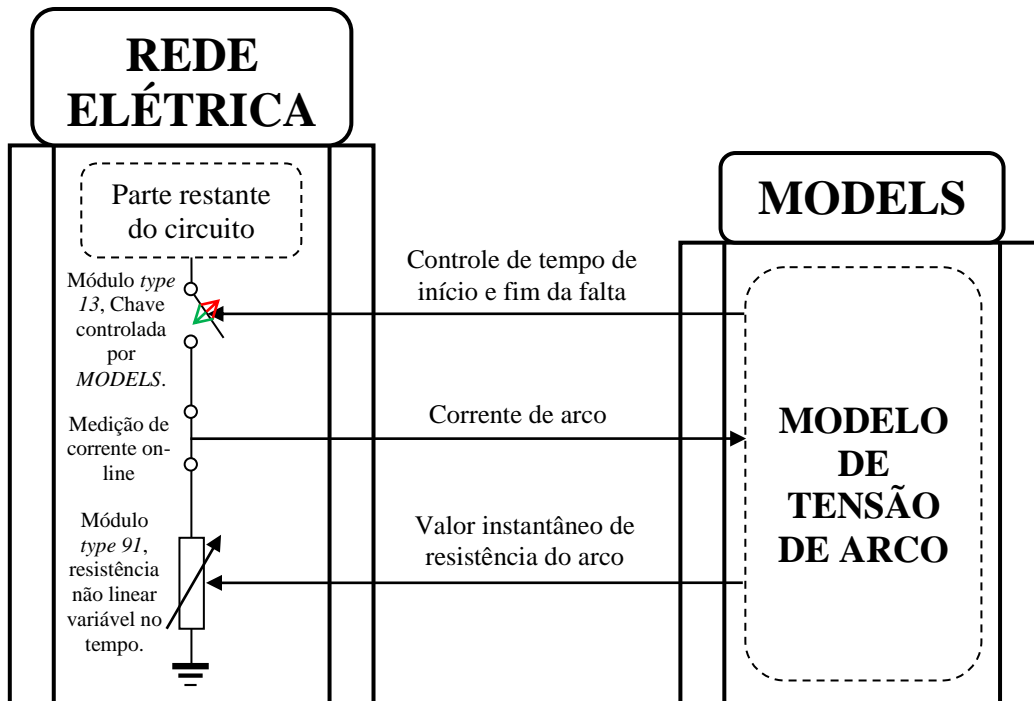 REDE
ELÉTRICA
Parte restante
do circuito
Módulo type
13, Chave
controlada
por
MODELS.
Medição de
corrente on-
line
Módulo
type 91,
resistência
não linear
variável no
tempo.
Controle de tempo de
início e fim da falta
Corrente de arco
Valor instantâneo de
resistência do arco
MODELS
MODELO
DE
TENSÃO
DE ARCO